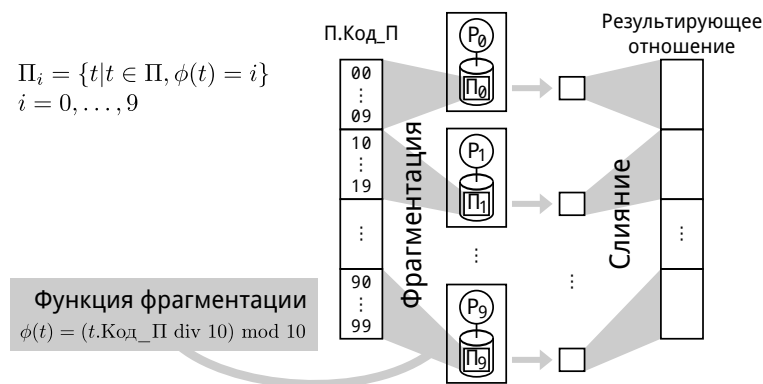 П.Код_П
Результирующее
отношение
Π_i = {t|t ∈ Π, ϕ(t) = i}
i = 0, . . . , 9
00
⋮
09
10
⋮
19
⋮
90
⋮
99
Фрагментация
P0
П0
P1
П1
⋮
P9
П9
⋮
Слияние
⋮
Функция фрагментации
ϕ(t) = (t.Код_П div 10) mod 10